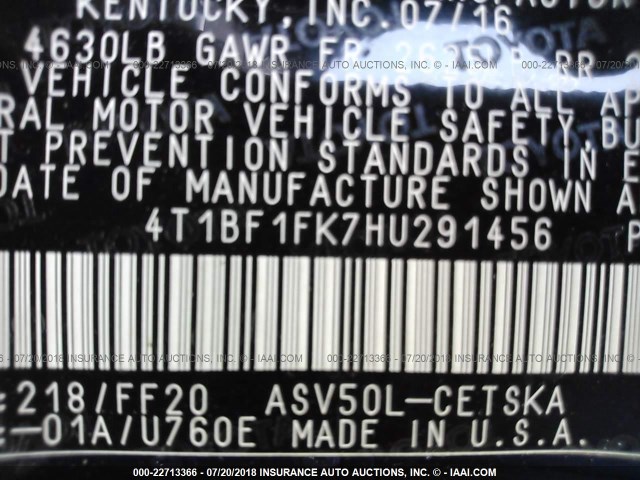 KENTUCKY, INC. 07/16
4630LB GAWR FR RR
VEHICLE CONFORMS TO ALL AP
RAL MOTOR VEHICLE SAFETY, BU
T PREVENTION STANDARDS IN E
DATE OF MANUFACTURE SHOWN A
4T1BF1FK7HU291456 P
218/FF20 ASV50L-CETSKA
-01A/U760E MADE IN U.S.A.
000-22713366 - 07/20/2018 INSURANCE AUTO AUCTIONS, INC. - © IAAI.COM